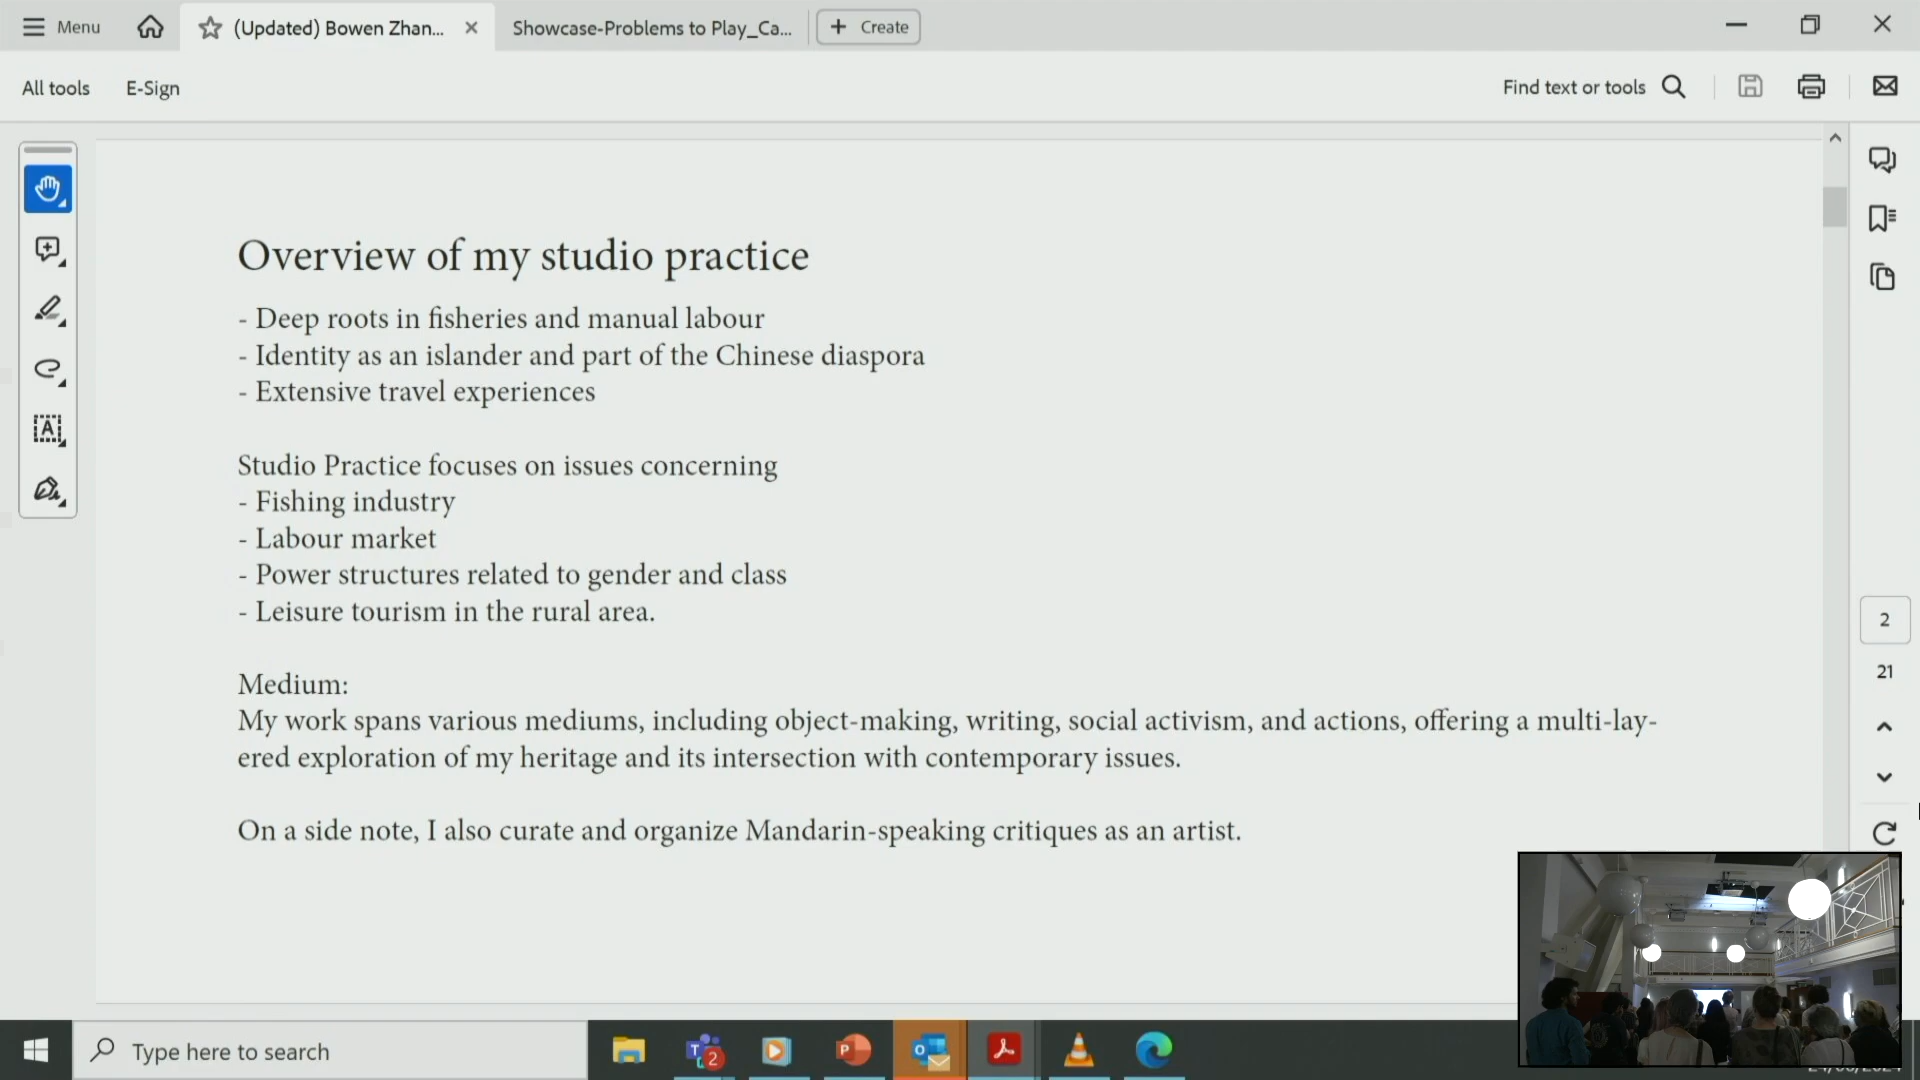 Menu
(Updated) Bowen Zhan...
Showcase-Problems to Play_Ca...
Create
All tools
E-Sign
Find text or tools
Overview of my studio practice
- Deep roots in fisheries and manual labour
- Identity as an islander and part of the Chinese diaspora
- Extensive travel experiences
Studio Practice focuses on issues concerning
- Fishing industry
- Labour market
- Power structures related to gender and class
- Leisure tourism in the rural area.
Medium:
My work spans various mediums, including object-making, writing, social activism, and actions, offering a multi-lay-
ered exploration of my heritage and its intersection with contemporary issues.
On a side note, I also curate and organize Mandarin-speaking critiques as an artist.
2
21
Type here to search
2